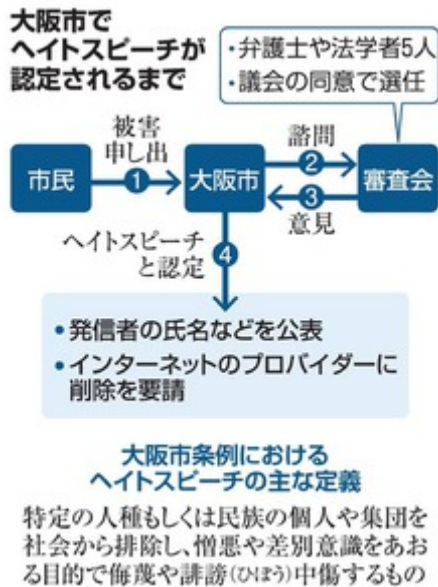 大阪市で
ヘイトスピーチが
認定されるまで
・弁護士や法学者5人
・議会の同意で選任
被害
申し出
諮問
市民
1
大阪市
2
3
審査会
意見
ヘイトスピーチ
と認定
4
・発信者の氏名などを公表
・インターネットのプロバイダーに
削除を要請
大阪市条例における
ヘイトスピーチの主な定義
特定の人種もしくは民族の個人や集団を
社会から排除し、憎悪や差別意識をあお
る目的で侮蔑や誹謗(ひぼう)中傷するもの